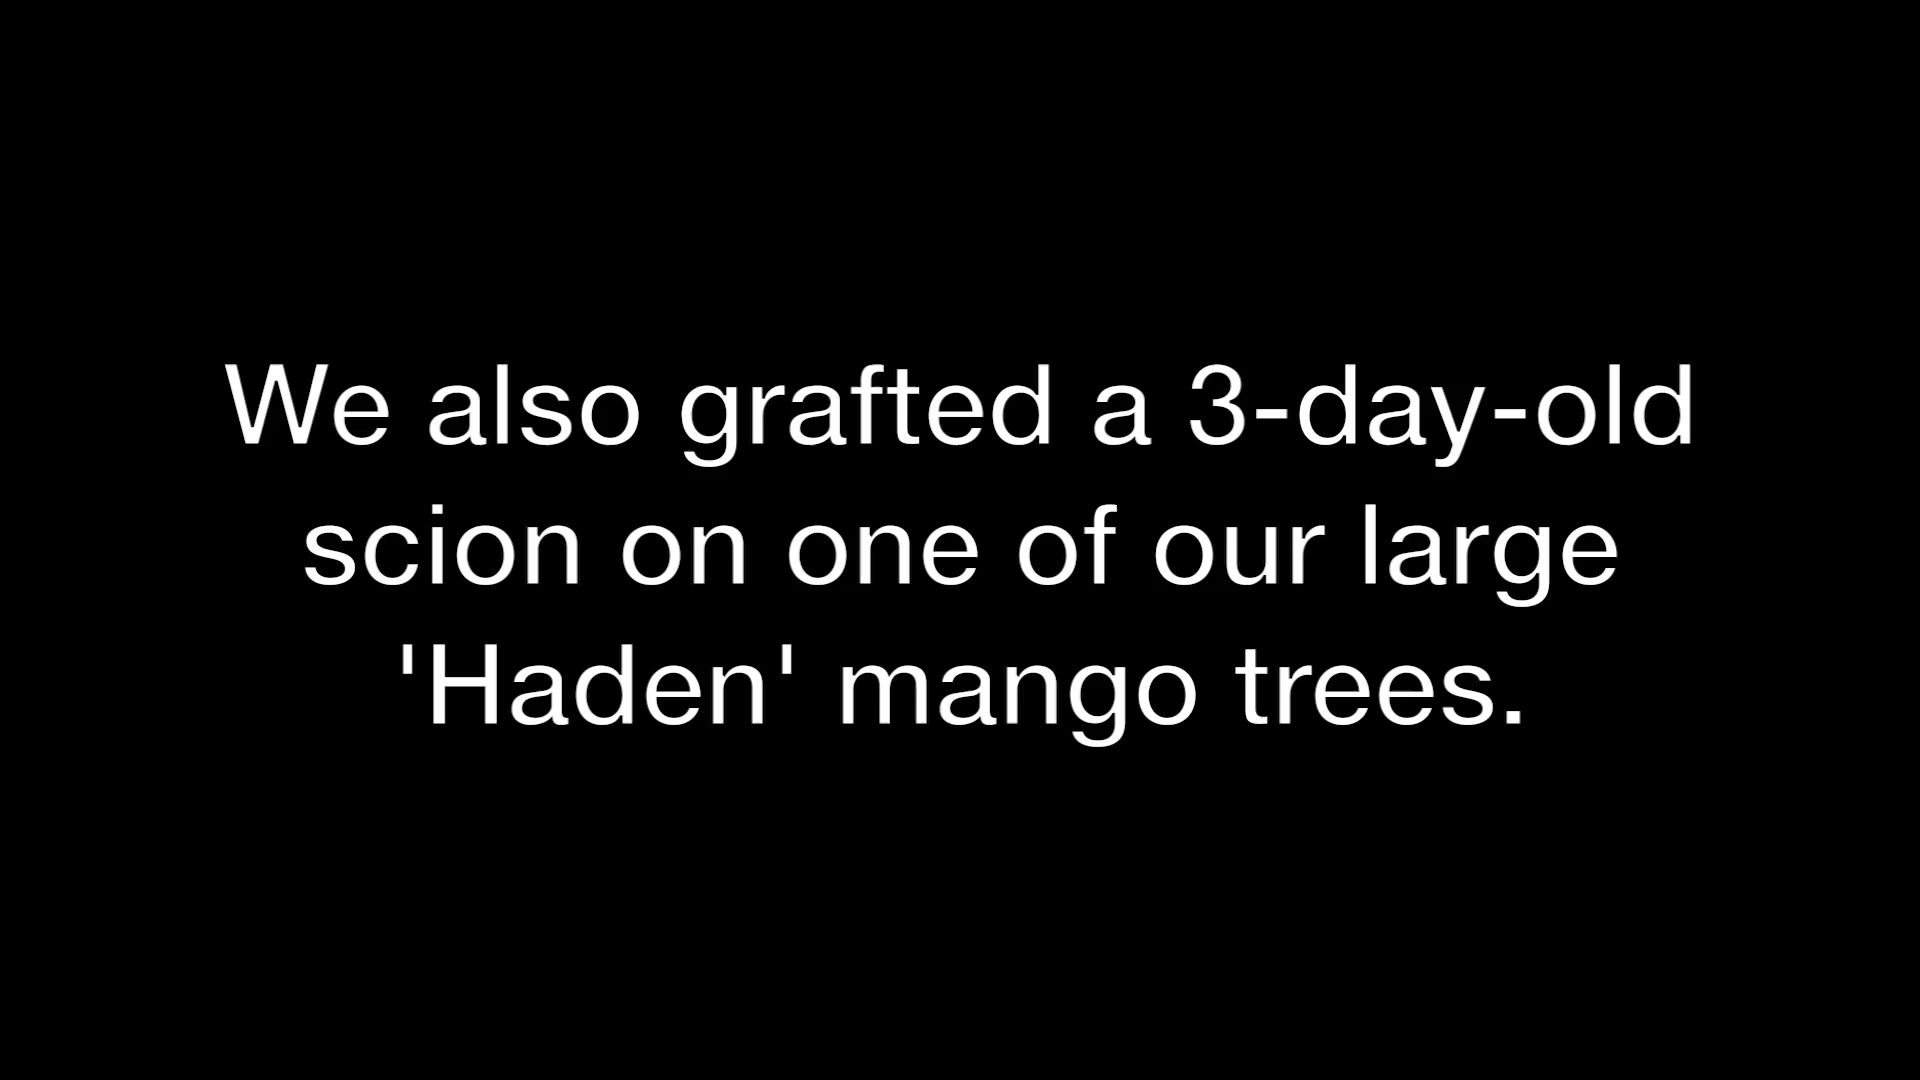 We also grafted a 3-day-old
scion on one of our large
'Haden' mango trees.